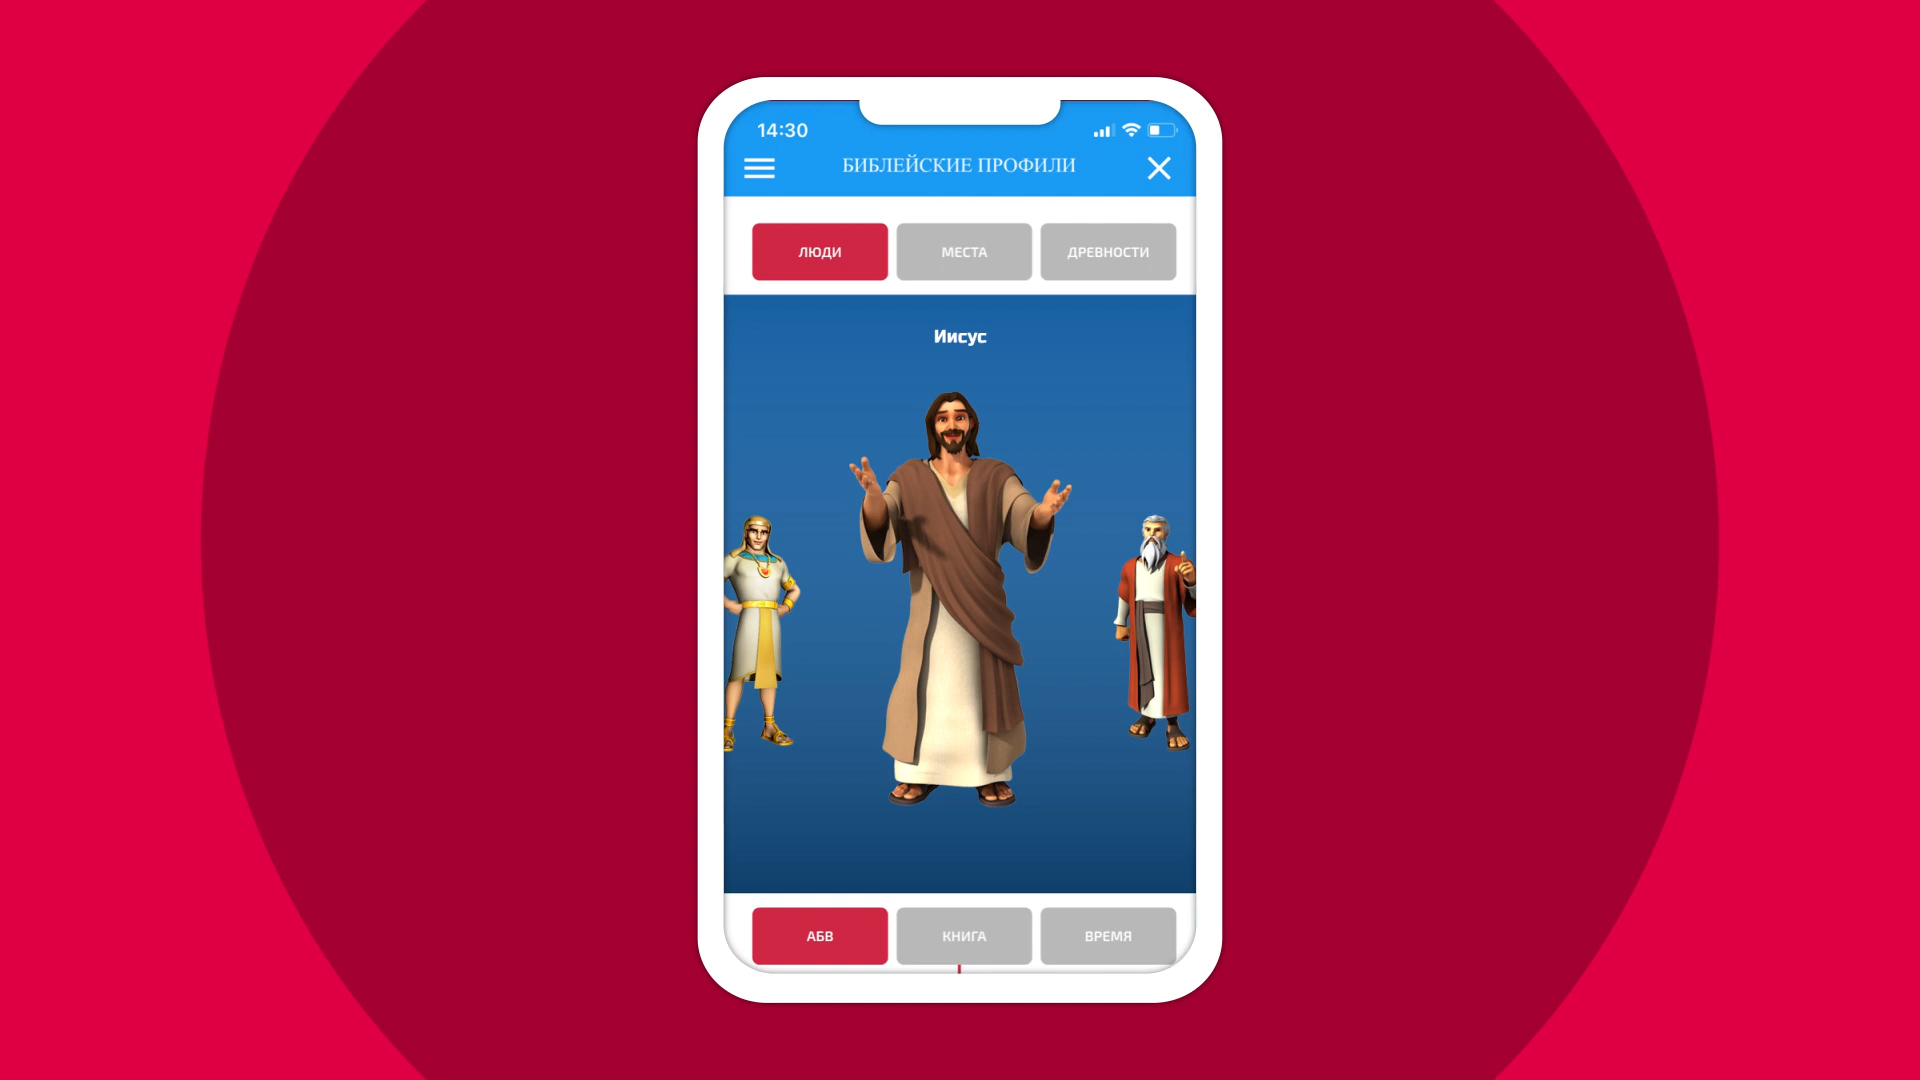 14:30
БИБЛЕЙСКИЕ ПРОФИЛИ
ЛЮДИ
МЕСТА
ДРЕВНОСТИ
Иисус
АБВ
КНИГА
ВРЕМЯ